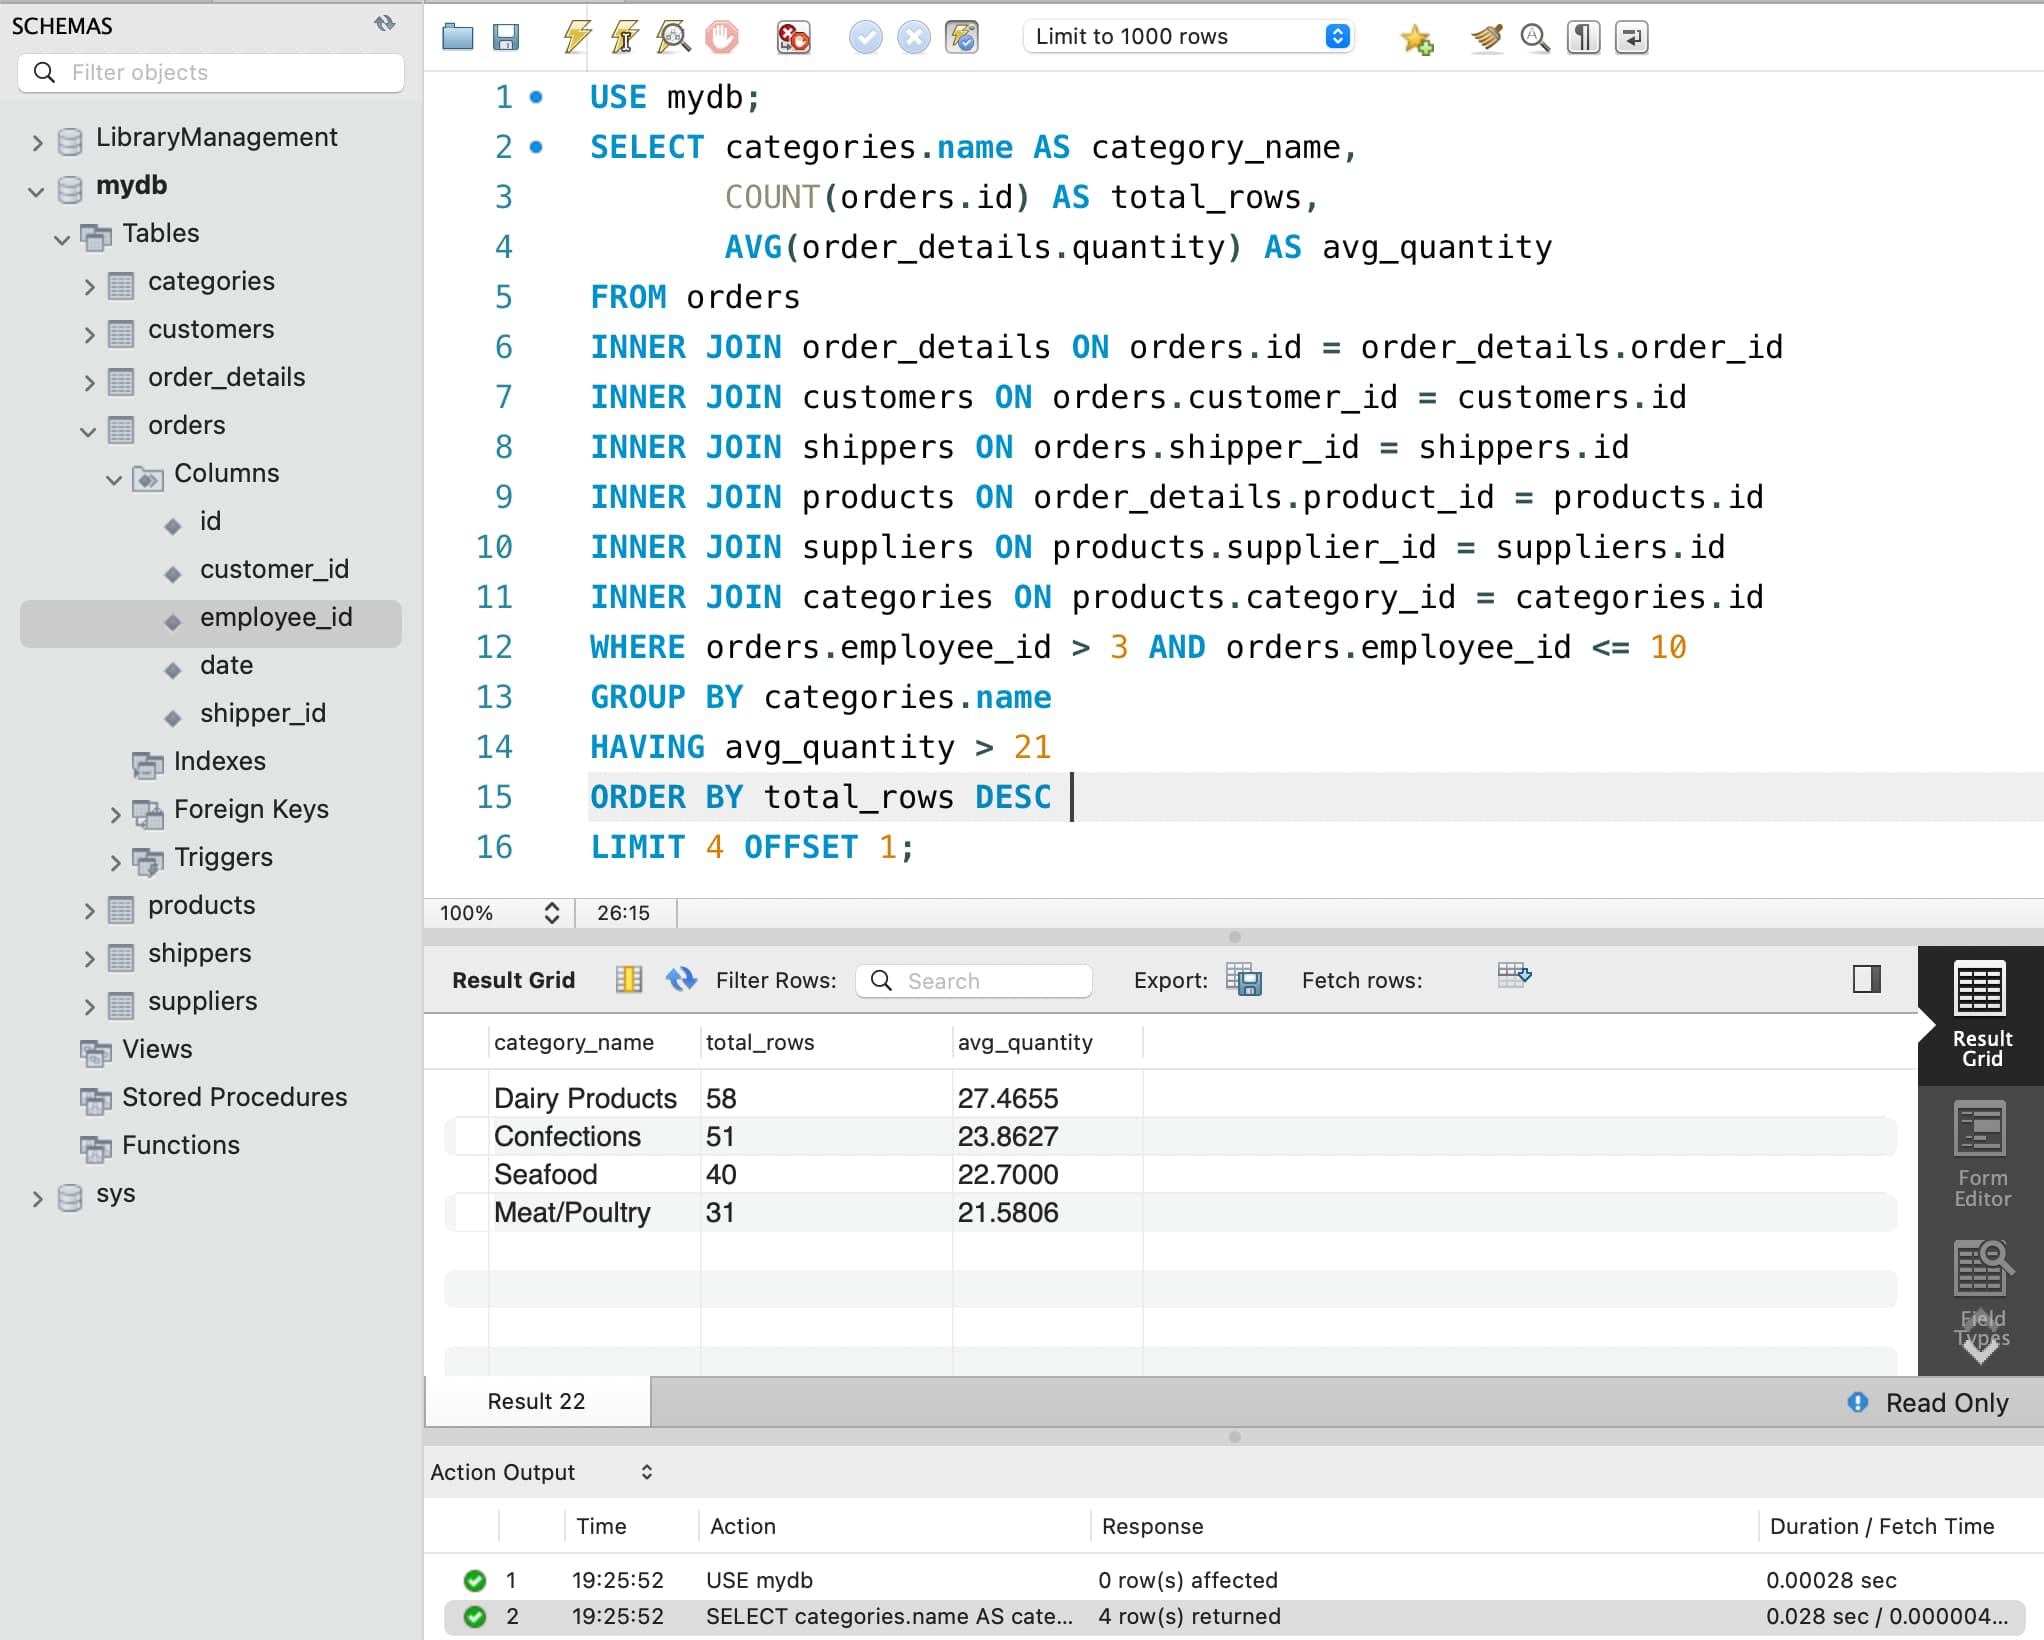 SCHEMAS
Filter objects
LibraryManagement
mydb
Tables
categories
customers
order_details
orders
Columns
id
customer_id
employee_id
date
shipper_id
Indexes
Foreign Keys
Triggers
products
shippers
suppliers
Views
Stored Procedures
Functions
sys
Limit to 1000 rows
1 USE mydb;
2 SELECT categories.name AS category_name,
3 COUNT(orders.id) AS total_rows,
4 AVG(order_details.quantity) AS avg_quantity
5 FROM orders
6 INNER JOIN order_details ON orders.id = order_details.order_id
7 INNER JOIN customers ON orders.customer_id = customers.id
8 INNER JOIN shippers ON orders.shipper_id = shippers.id
9 INNER JOIN products ON order_details.product_id = products.id
10 INNER JOIN suppliers ON products.supplier_id = suppliers.id
11 INNER JOIN categories ON products.category_id = categories.id
12 WHERE orders.employee_id > 3 AND orders.employee_id <= 10
13 GROUP BY categories.name
14 HAVING avg_quantity > 21
15 ORDER BY total_rows DESC
16 LIMIT 4 OFFSET 1;
100% 26:15
Result Grid Filter Rows: Search Export: Fetch rows:
category_name total_rows avg_quantity
Dairy Products 58 27.4655
Confections 51 23.8627
Seafood 40 22.7000
Meat/Poultry 31 21.5806
Result
Grid
Form
Editor
Field
Types
Result 22 Read Only
Action Output
Time Action Response Duration / Fetch Time
1 19:25:52 USE mydb 0 row(s) affected 0.00028 sec
2 19:25:52 SELECT categories.name AS cate... 4 row(s) returned 0.028 sec / 0.000004...